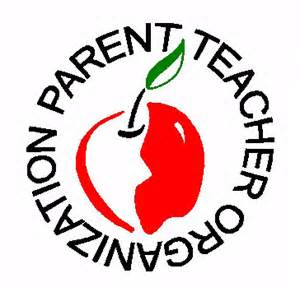 PARENT TEACHER ORGANIZATION